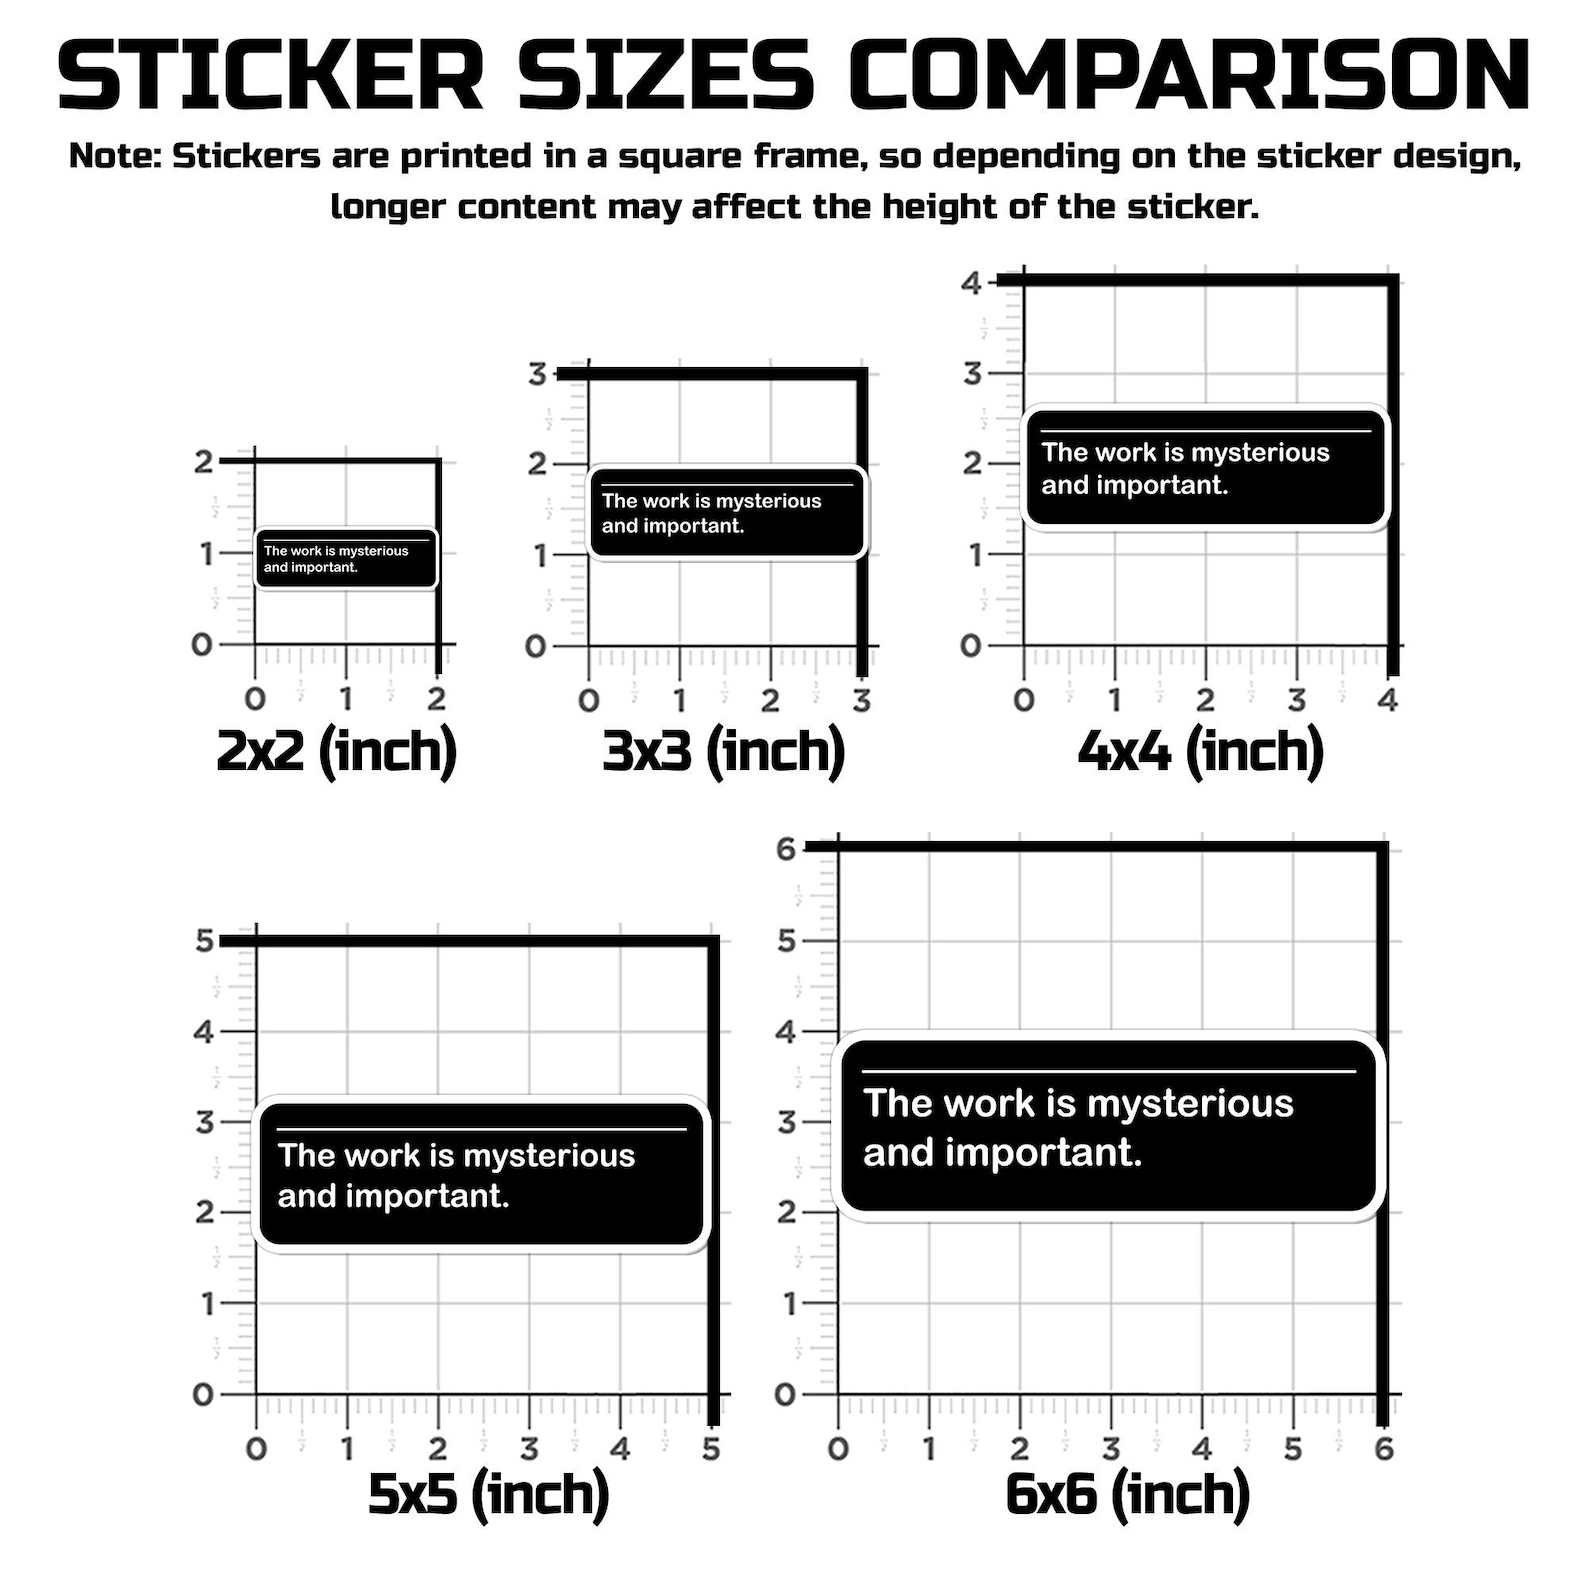 STICKER SIZES COMPARISON
Note: Stickers are printed in a square frame, so depending on the sticker design,
longer content may affect the height of the sticker.
2
1
0
The work is mysterious
and important.
0 1 2
2x2 (inch)
3
2
1
0
The work is mysterious
and important.
0 1 2 3
3x3 (inch)
4
3
2
1
0
The work is mysterious
and important.
0 1 2 3 4
4x4 (inch)
5
4
3
2
1
0
The work is mysterious
and important.
0 1 2 3 4 5
5x5 (inch)
6
5
4
3
2
1
0
The work is mysterious
and important.
0 1 2 3 4 5 6
6x6 (inch)